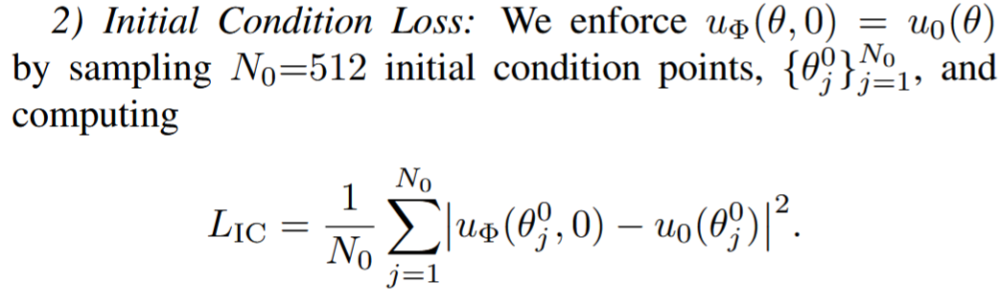 2) Initial Condition Loss: We enforce u_Φ(θ, 0) = u_0(θ)
by sampling N_0=512 initial condition points, {θ_j^0}_{j=1}^{N_0}, and
computing
L_IC = \frac{1}{N_0} \sum_{j=1}^{N_0} |u_Φ(θ_j^0, 0) − u_0(θ_j^0)|^2.